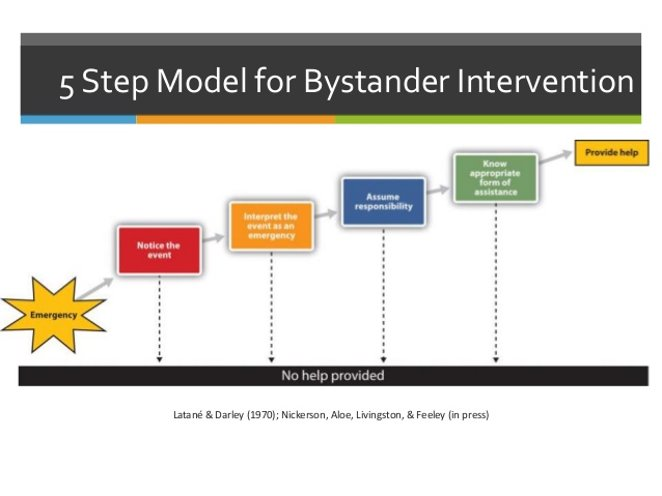 5 Step Model for Bystander Intervention
Provide help
Know
appropriate
form of
assistance
Assume
responsibility
Interpret the
event as an
emergency
Notice the
event
Emergency
No help provided
Latané & Darley (1970); Nickerson, Aloe, Livingston, & Feeley (in press)